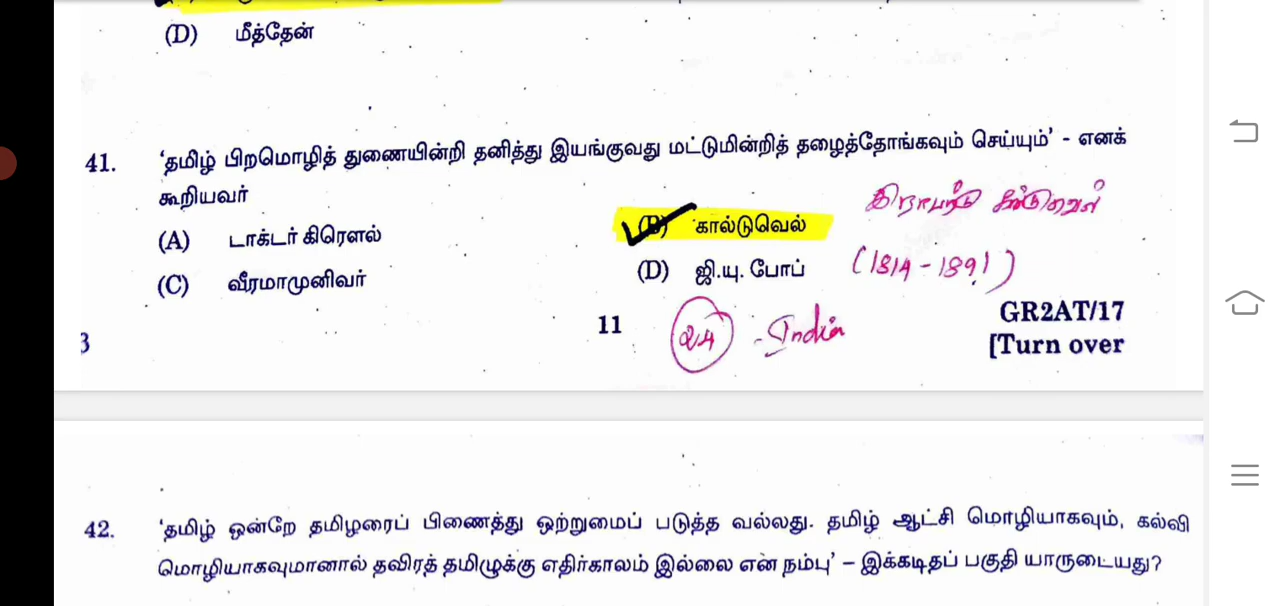 (D) மீத்தேன்
41. 'தமிழ் பிறமொழித் துணையின்றி தனித்து இயங்குவது மட்டுமின்றித் தழைத்தோங்கவும் செய்யும்' - எனக்
கூறியவர்
(A) டாக்டர் கிரௌல் (B) கால்டுவெல்
(C) வீரமாமுனிவர் (D) ஜி.யு. போப் (1814 - 1891)
3 11 24 - India GR2AT/17
[Turn over
42. 'தமிழ் ஒன்றே தமிழரைப் பிணைத்து ஒற்றுமைப் படுத்த வல்லது. தமிழ் ஆட்சி மொழியாகவும், கல்வி
மொழியாகவுமானால் தவிரத் தமிழுக்கு எதிர்காலம் இல்லை என நம்பு' – இக்கடிதப் பகுதி யாருடையது?